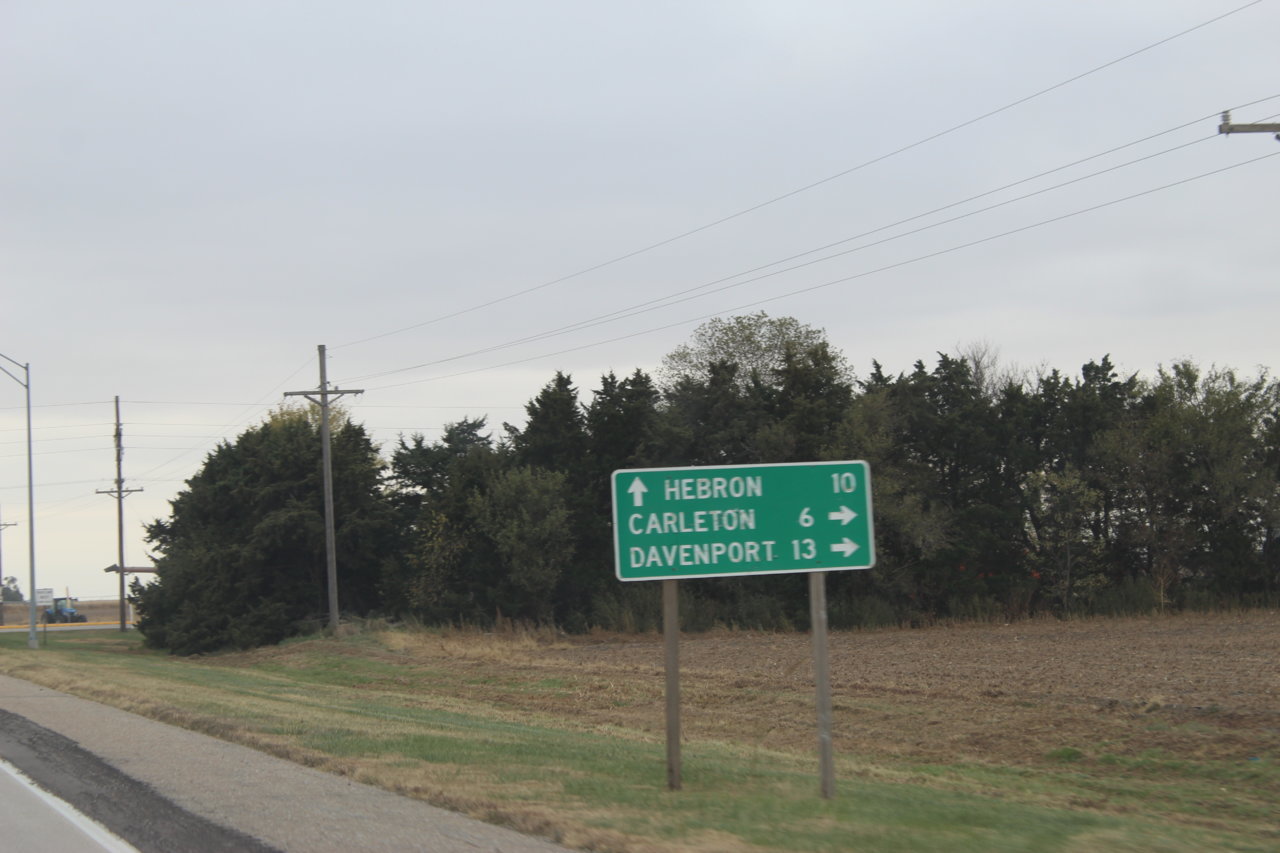 ↑ HEBRON 10
CARLETON 6 →
DAVENPORT 13 →